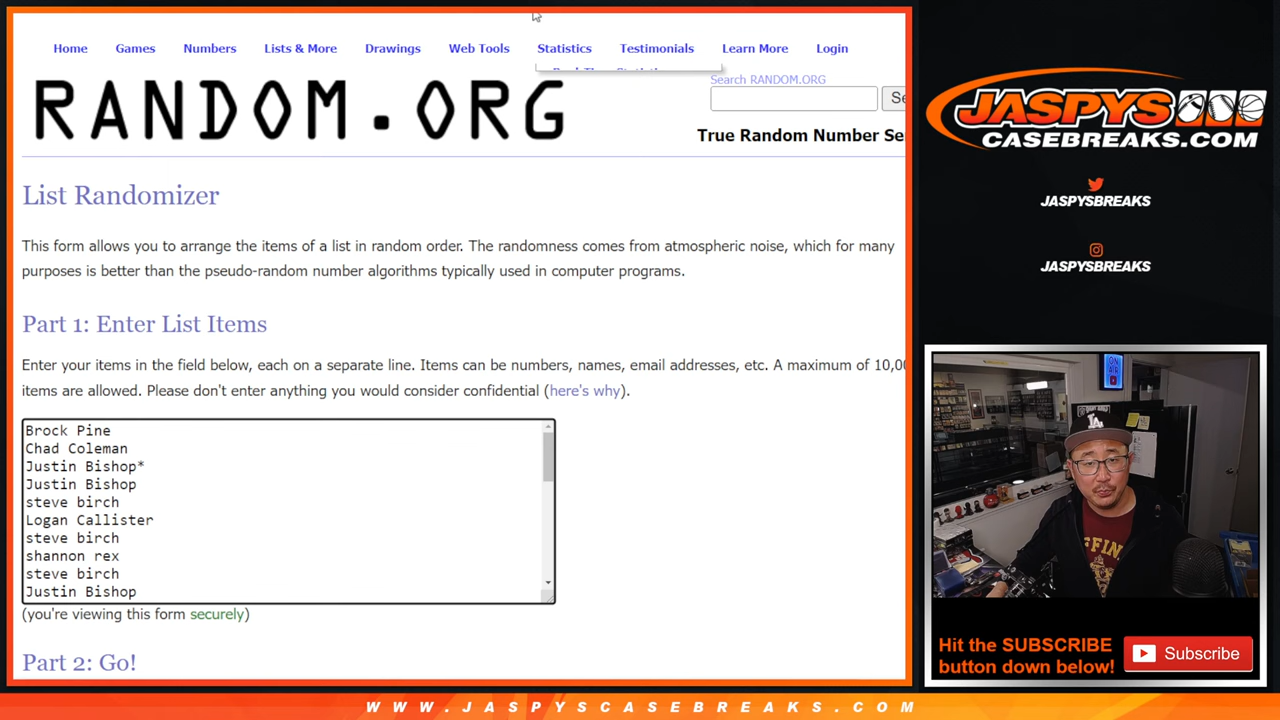 Home Games Numbers Lists & More Drawings Web Tools Statistics Testimonials Learn More Login
Search RANDOM.ORG
RANDOM.ORG
True Random Number Se
List Randomizer
This form allows you to arrange the items of a list in random order. The randomness comes from atmospheric noise, which for many
purposes is better than the pseudo-random number algorithms typically used in computer programs.
Part 1: Enter List Items
Enter your items in the field below, each on a separate line. Items can be numbers, names, email addresses, etc. A maximum of 10,00
items are allowed. Please don't enter anything you would consider confidential (here's why).
Brock Pine
Chad Coleman
Justin Bishop*
Justin Bishop
steve birch
Logan Callister
steve birch
shannon rex
steve birch
Justin Bishop
(you're viewing this form securely)
Part 2: Go!
JASPYS
CASEBREAKS.COM
JASPYSBREAKS
JASPYSBREAKS
ON
AIR
LA
Hit the SUBSCRIBE
button down below!
Subscribe
WWW.JASPYSCASEBREAKS.COM